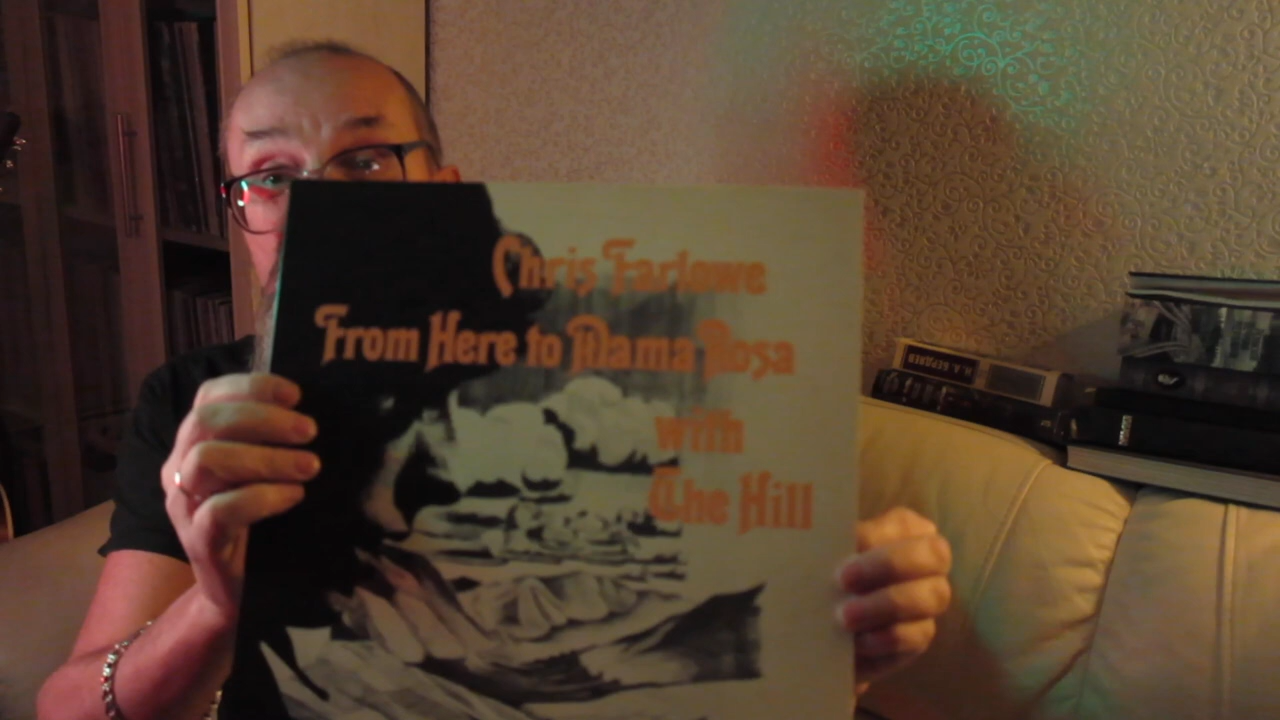 Chris Farlowe
From Here to Mama Rosa
with
The Hill